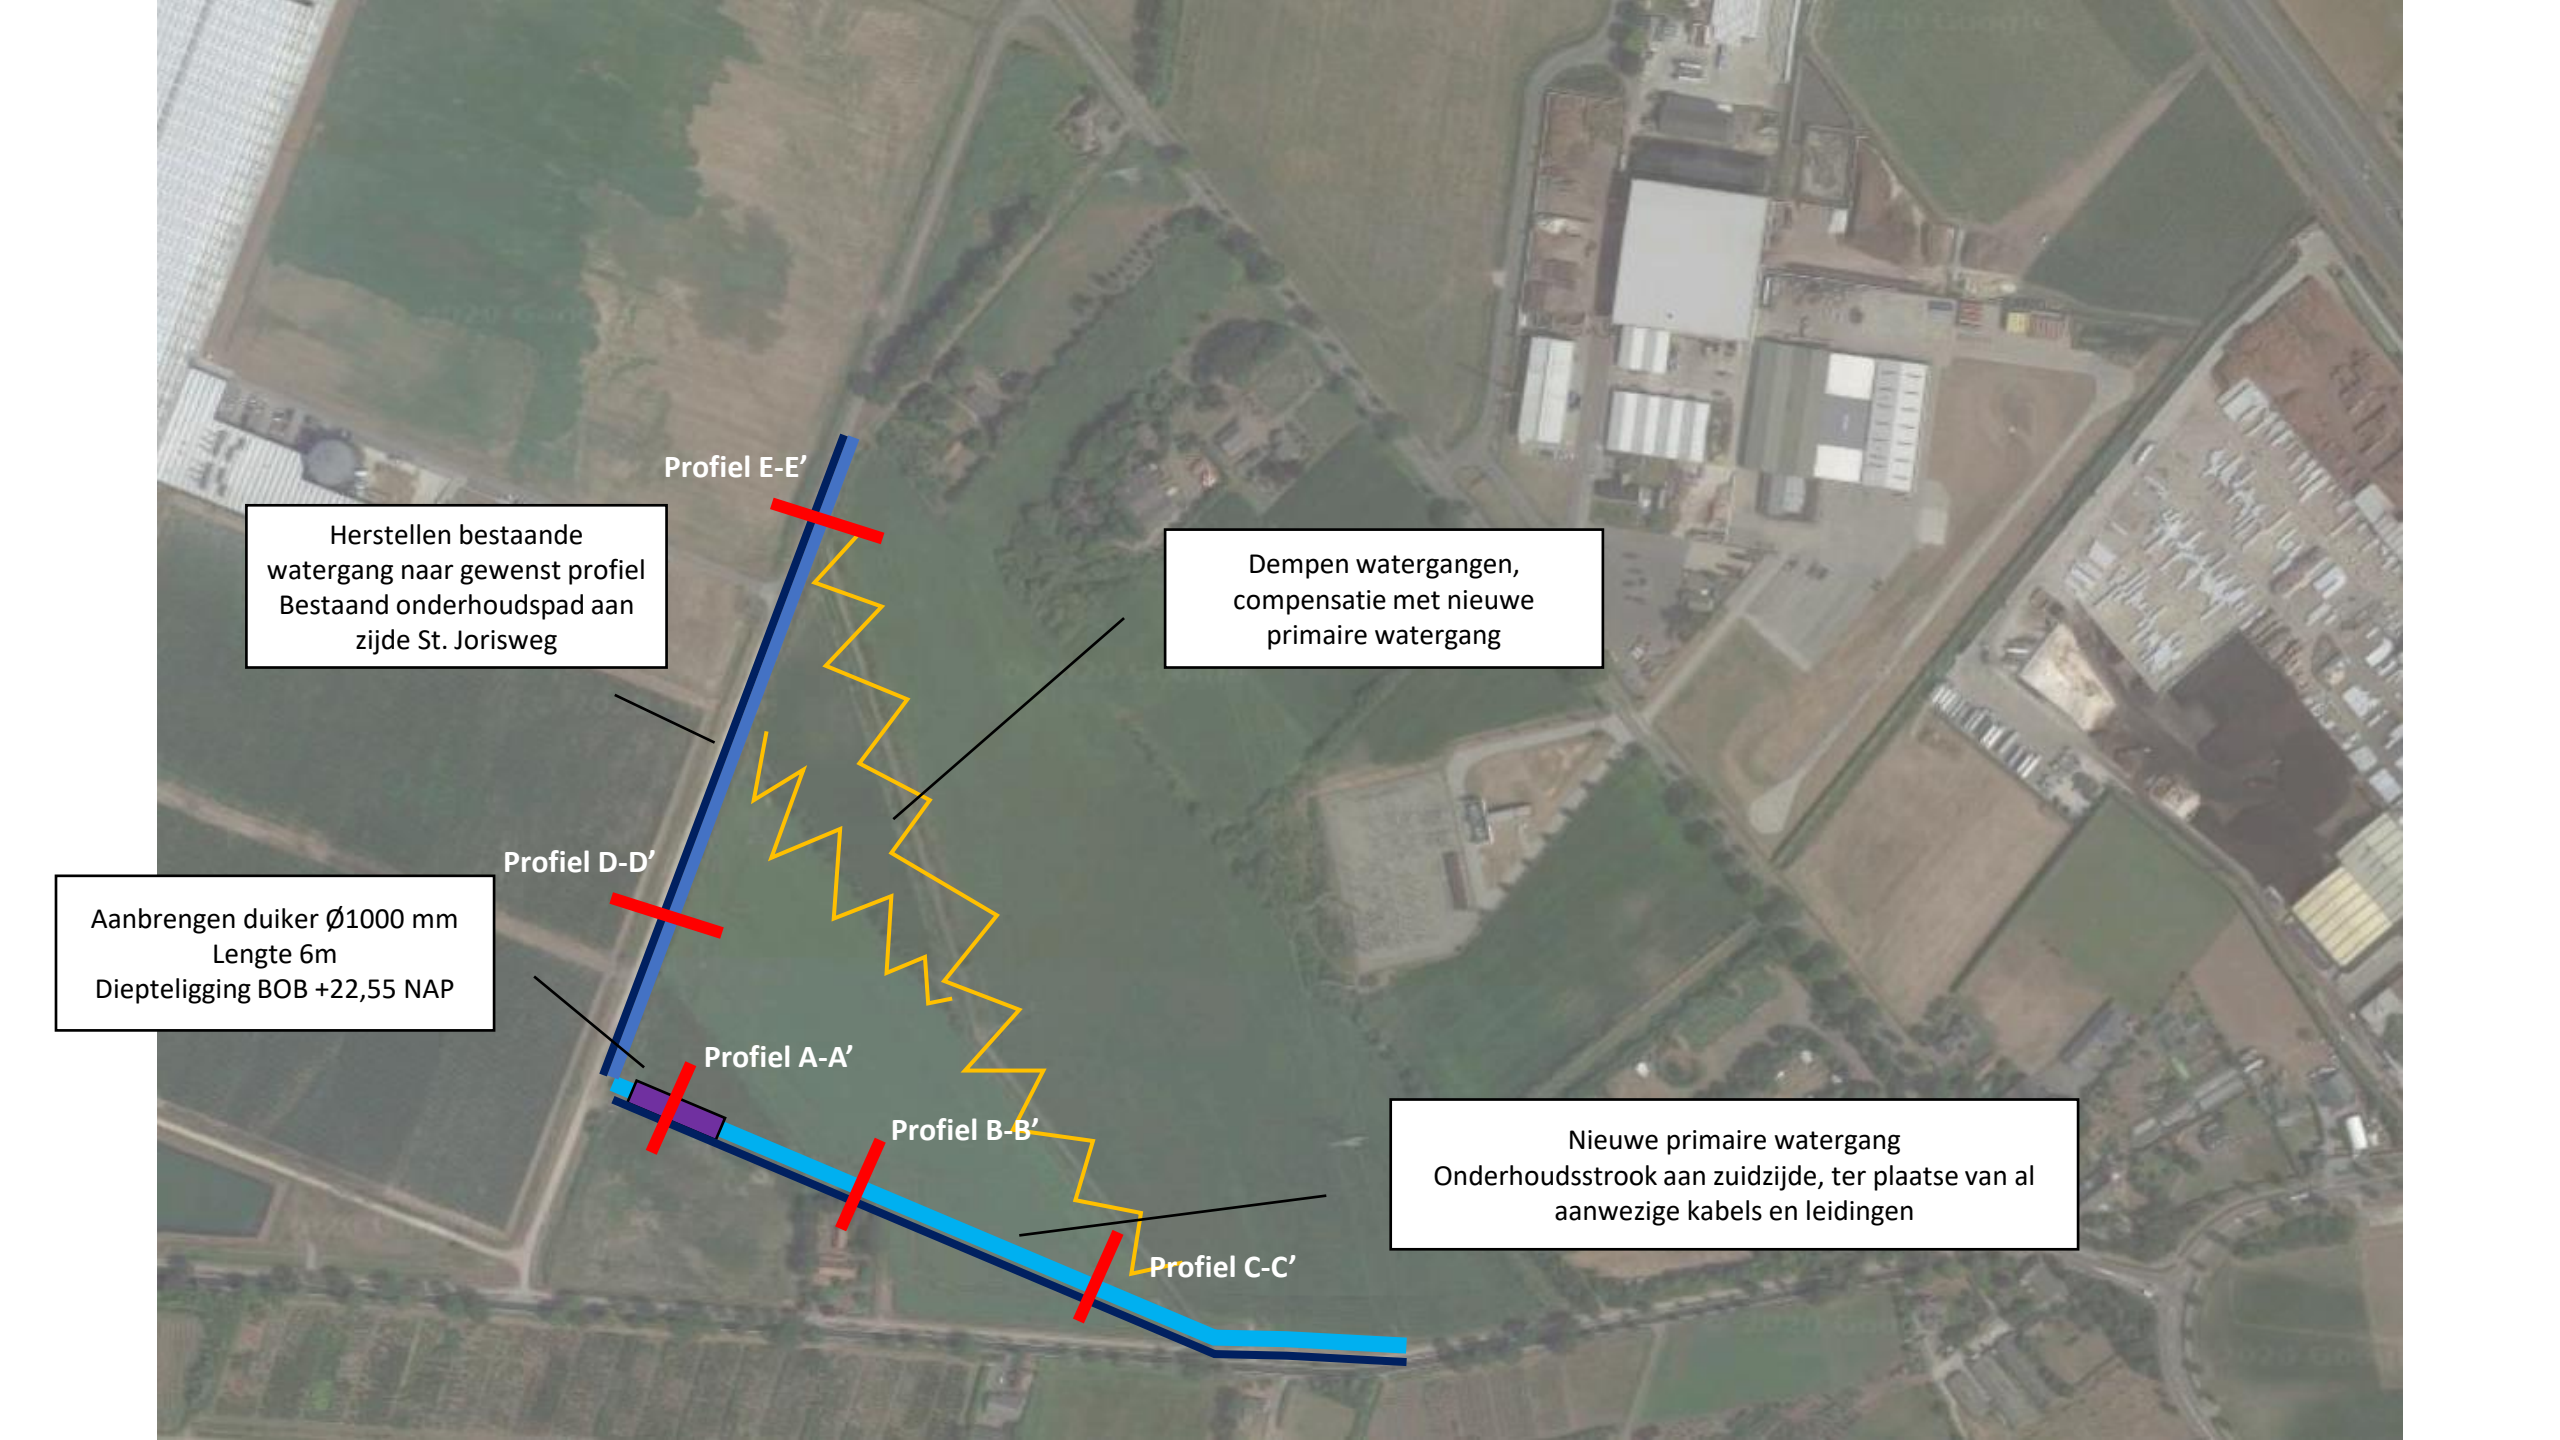 Profiel E-E’
Herstellen bestaande
watergang naar gewenst profiel
Bestaand onderhoudspad aan
zijde St. Jorisweg
Dempen watergangen,
compensatie met nieuwe
primaire watergang
Profiel D-D’
Aanbrengen duiker Ø1000 mm
Lengte 6m
Diepteligging BOB +22,55 NAP
Profiel A-A’
Profiel B-B’
Nieuwe primaire watergang
Onderhoudsstrook aan zuidzijde, ter plaatse van al
aanwezige kabels en leidingen
Profiel C-C’